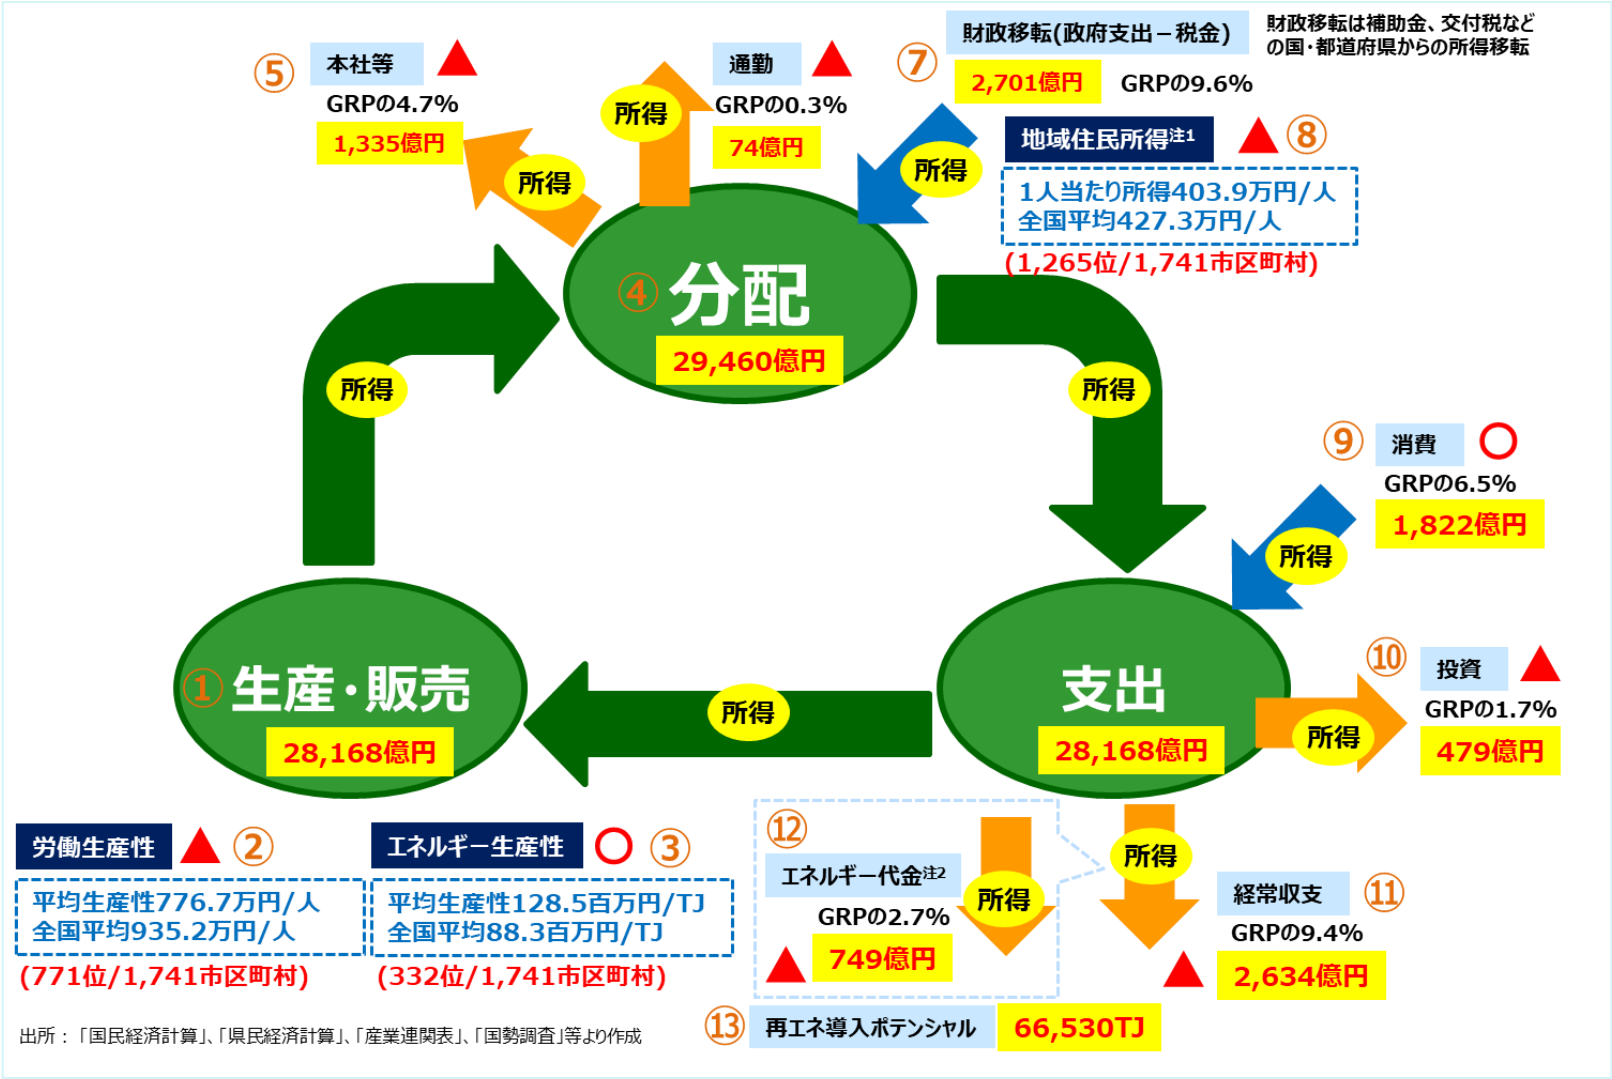 ⑤
本社等
▲
GRPの4.7%
1,335億円
所得
所得
通勤
▲
GRPの0.3%
74億円
⑦
財政移転(政府支出－税金)
2,701億円
GRPの9.6%
財政移転は補助金、交付税など
の国・都道府県からの所得移転
所得
地域住民所得注1
▲
⑧
1人当たり所得403.9万円/人
全国平均427.3万円/人
(1,265位/1,741市区町村)
④
分配
29,460億円
所得
所得
⑨
消費
○
GRPの6.5%
1,822億円
所得
①
生産・販売
28,168億円
所得
支出
28,168億円
⑩
投資
▲
GRPの1.7%
479億円
所得
労働生産性
▲
②
平均生産性776.7万円/人
全国平均935.2万円/人
(771位/1,741市区町村)
エネルギー生産性
○
③
平均生産性128.5百万円/TJ
全国平均88.3百万円/TJ
(332位/1,741市区町村)
⑫
エネルギー代金注2
GRPの2.7%
▲
749億円
所得
所得
経常収支
⑪
GRPの9.4%
▲
2,634億円
⑬
再エネ導入ポテンシャル
66,530TJ
出所：「国民経済計算」、「県民経済計算」、「産業連関表」、「国勢調査」等より作成